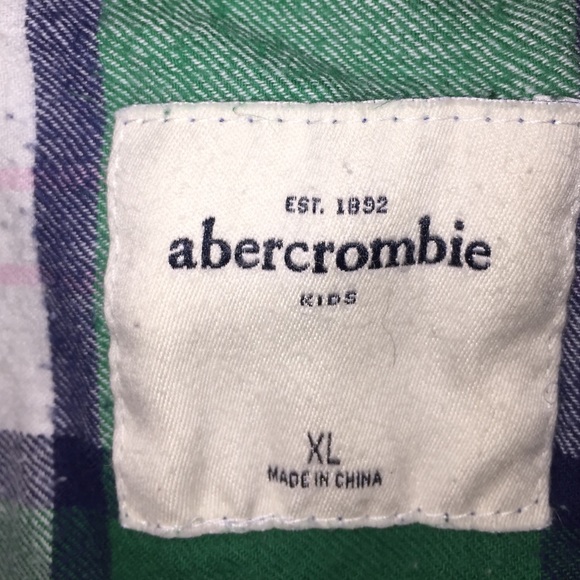 EST. 1892
abercrombie
KIDS
XL
MADE IN CHINA